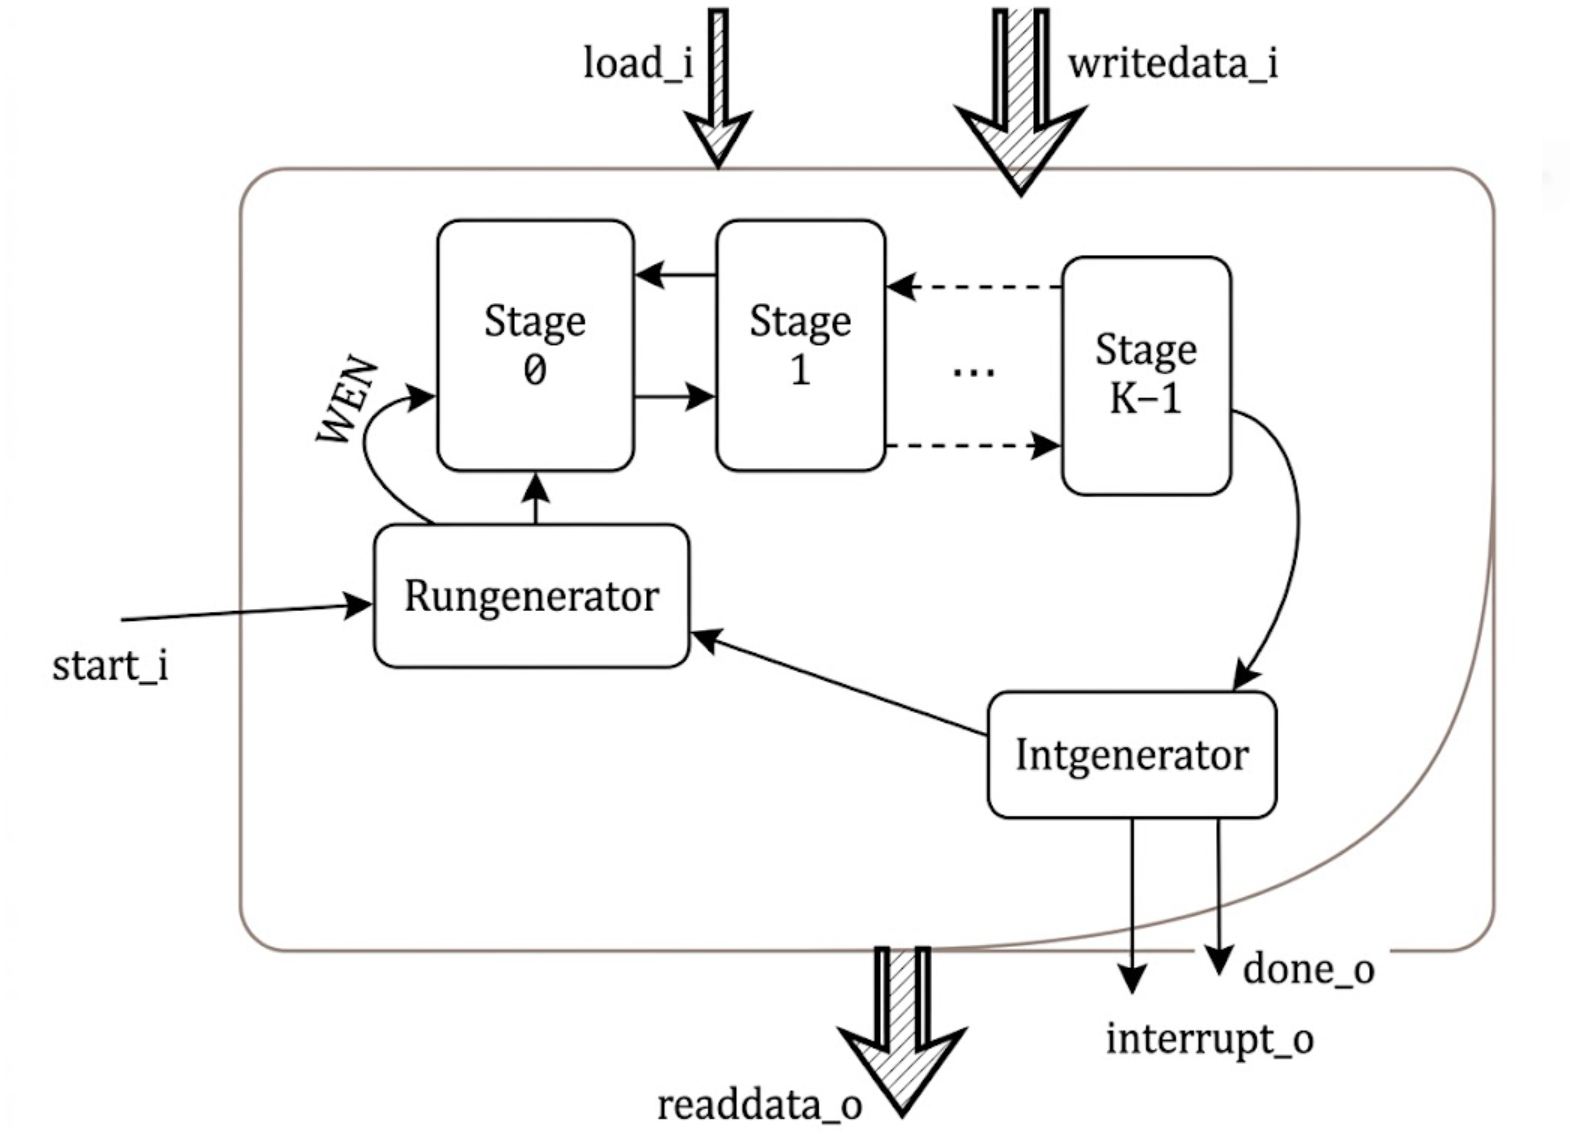 load_i
writedata_i
Stage
0
Stage
1
...
Stage
K–1
WEN
Rungenerator
start_i
Intgenerator
done_o
interrupt_o
readdata_o